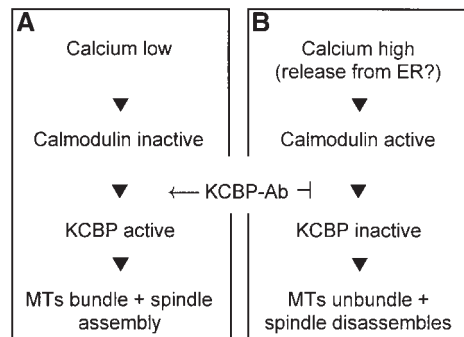 A
Calcium low
Calmodulin inactive
KCBP active
MTs bundle + spindle
assembly
B
Calcium high
(release from ER?)
Calmodulin active
KCBP inactive
MTs unbundle +
spindle disassembles
← KCBP-Ab ⊣